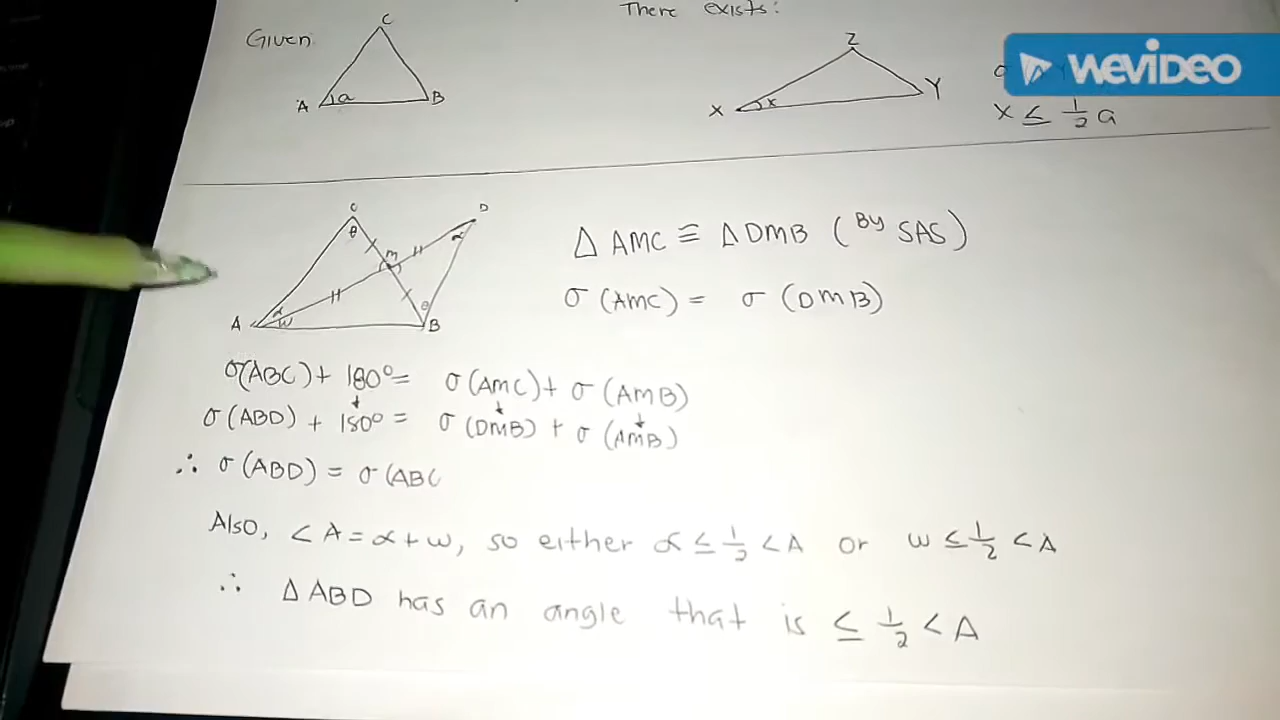 There exists:
Given
C
A
a
B
Z
X
x
Y
WeVideo
σ
x ≤ 1/2 a
C
D
θ
m
α
α
w
θ
A
B
Δ AMC ≅ Δ DMB (By SAS)
σ (AMC) = σ (DMB)
σ(ABC) + 180° = σ (AMC) + σ (AMB)
σ (ABD) + 180° = σ (DMB) + σ (AMB)
∴ σ (ABD) = σ (ABC
Also, <A = α + w, so either α ≤ 1/2 <A or w ≤ 1/2 <A
∴ Δ ABD has an angle that is ≤ 1/2 <A